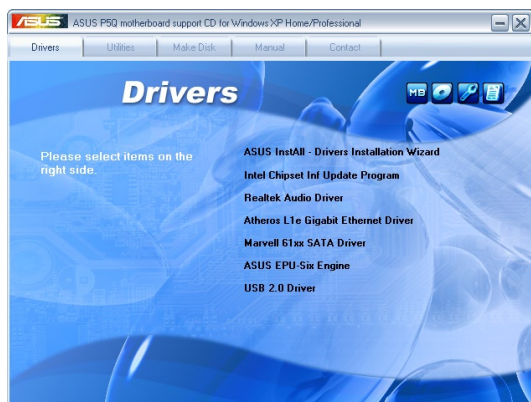 ASUS
ASUS P5Q motherboard support CD for Windows XP Home/Professional
Drivers
Utilities
Make Disk
Manual
Contact
Drivers
MB
Please select items on the
right side.
ASUS InstAll - Drivers Installation Wizard
Intel Chipset Inf Update Program
Realtek Audio Driver
Atheros L1e Gigabit Ethernet Driver
Marvell 61xx SATA Driver
ASUS EPU-Six Engine
USB 2.0 Driver